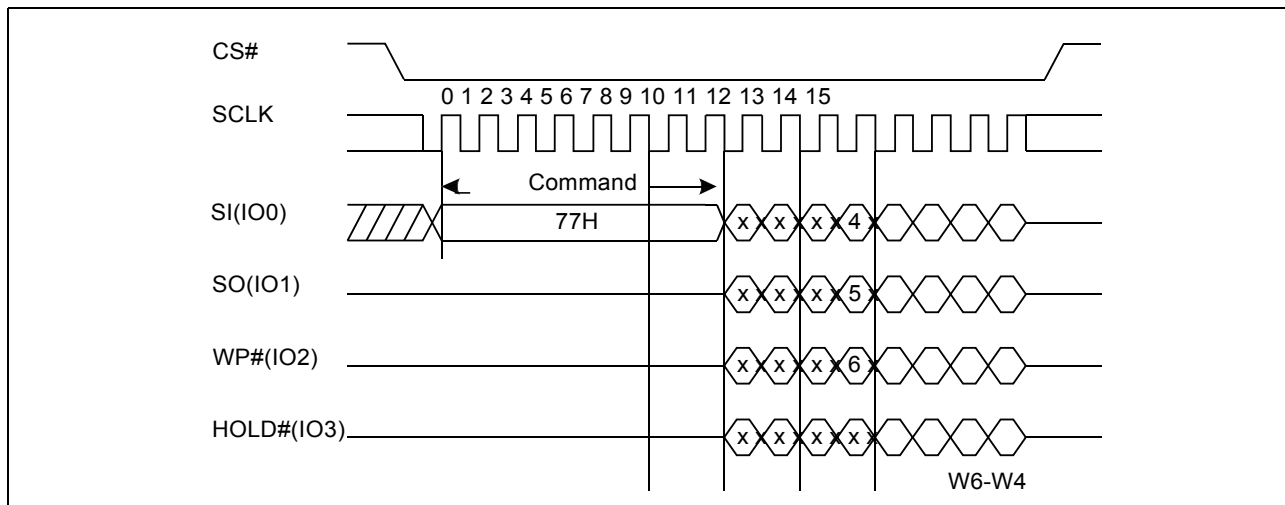 CS#
0 1 2 3 4 5 6 7 8 9 10 11 12 13 14 15
SCLK
Command
SI(IO0)
77H
x x x 4 x
SO(IO1)
x x x x x 5 x
WP#(IO2)
x x x x x 6 x
HOLD#(IO3)
x x x x x x x
W6-W4